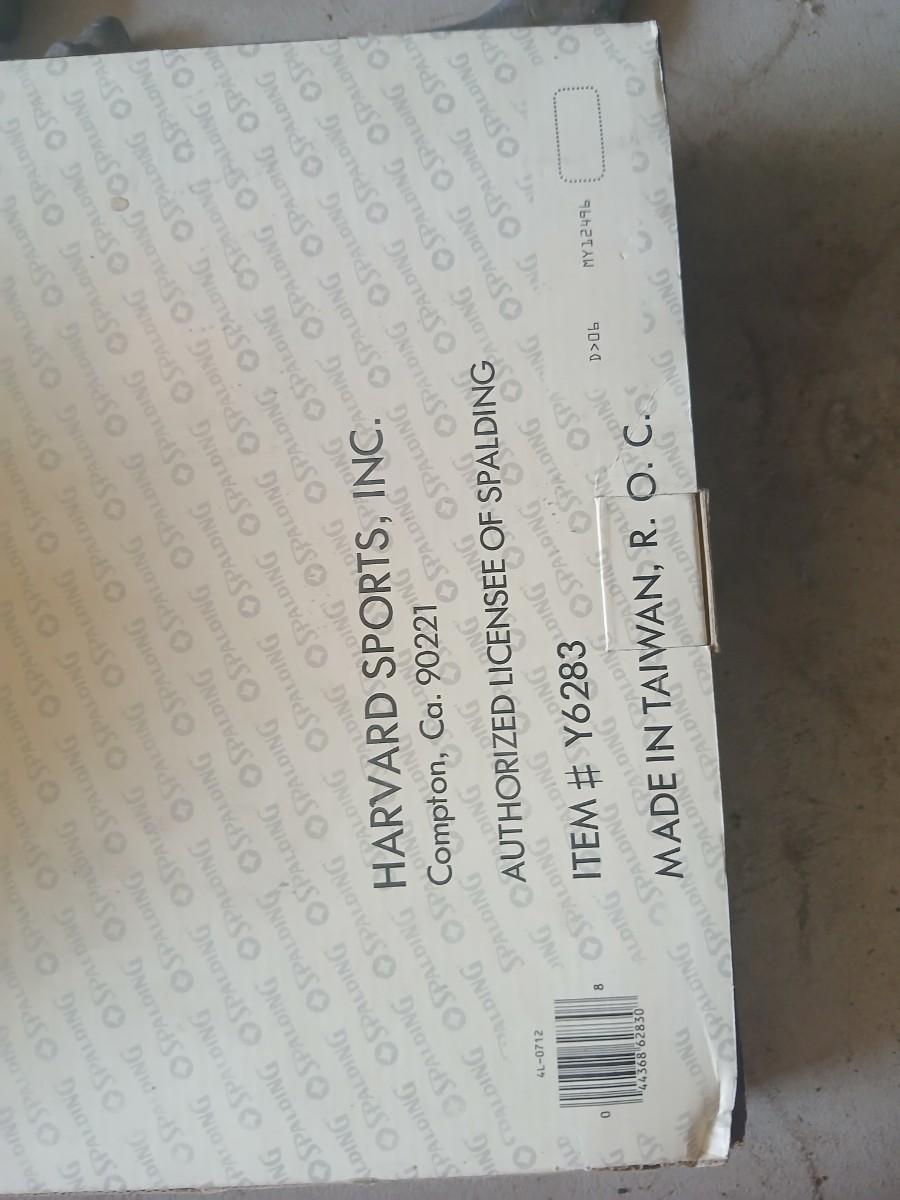 HARVARD SPORTS, INC.
Compton, Ca. 90221
AUTHORIZED LICENSEE OF SPALDING
ITEM # Y6283
MADE IN TAIWAN, R. O. C.
D>06
MY12496
4L-0712
0 44368 62830 8
SPALDING